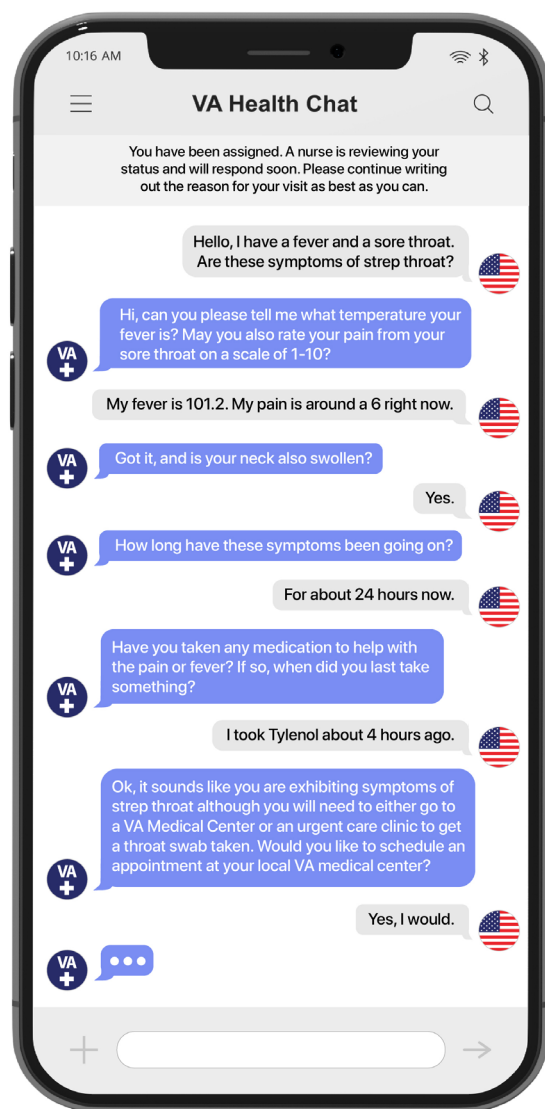 10:16 AM
VA Health Chat
You have been assigned. A nurse is reviewing your
status and will respond soon. Please continue writing
out the reason for your visit as best as you can.
Hello, I have a fever and a sore throat.
Are these symptoms of strep throat?
Hi, can you please tell me what temperature your
fever is? May you also rate your pain from your
sore throat on a scale of 1-10?
VA
My fever is 101.2. My pain is around a 6 right now.
Got it, and is your neck also swollen?
VA
Yes.
How long have these symptoms been going on?
VA
For about 24 hours now.
Have you taken any medication to help with
the pain or fever? If so, when did you last take
something?
VA
I took Tylenol about 4 hours ago.
Ok, it sounds like you are exhibiting symptoms of
strep throat although you will need to either go to
a VA Medical Center or an urgent care clinic to get
a throat swab taken. Would you like to schedule an
appointment at your local VA medical center?
VA
Yes, I would.
VA